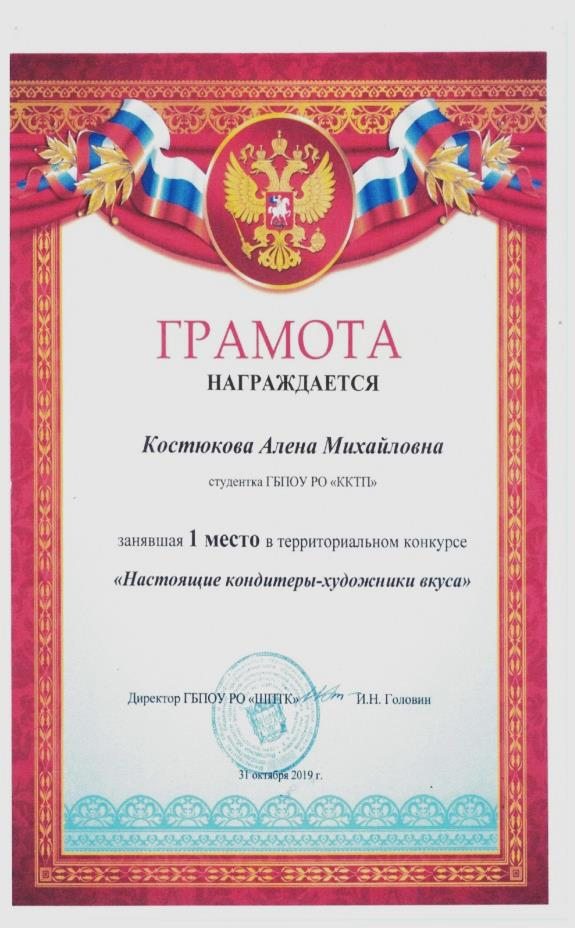 ГРАМОТА
НАГРАЖДАЕТСЯ
Костюкова Алена Михайловна
студентка ГБПОУ РО «ККТП»
занявшая 1 место в территориальном конкурсе
«Настоящие кондитеры-художники вкуса»
Директор ГБПОУ РО «ШПТК» И.Н. Головин
31 октября 2019 г.